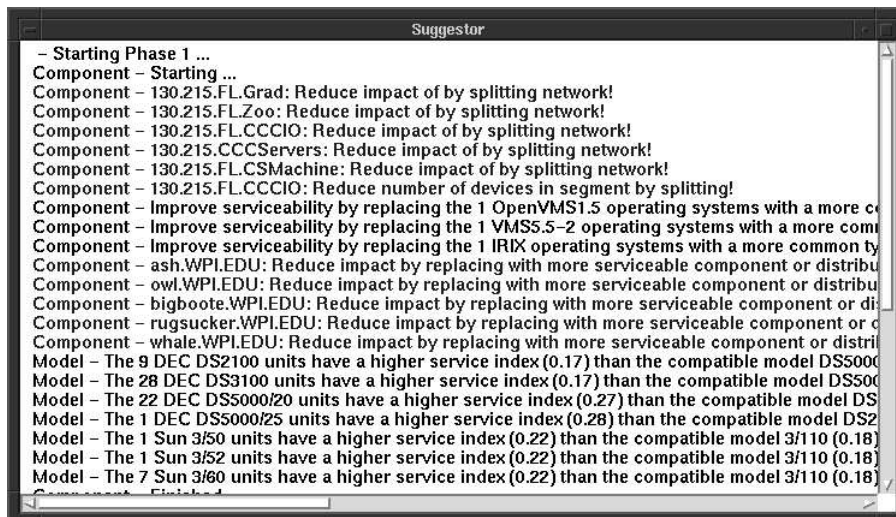 Suggestor
– Starting Phase 1 ...
Component – Starting ...
Component – 130.215.FL.Grad: Reduce impact of by splitting network!
Component – 130.215.FL.Zoo: Reduce impact of by splitting network!
Component – 130.215.FL.CCCIO: Reduce impact of by splitting network!
Component – 130.215.CCCServers: Reduce impact of by splitting network!
Component – 130.215.FL.CSMachine: Reduce impact of by splitting network!
Component – 130.215.FL.CCCIO: Reduce number of devices in segment by splitting!
Component – Improve serviceability by replacing the 1 OpenVMS1.5 operating systems with a more
Component – Improve serviceability by replacing the 1 VMS5.5-2 operating systems with a more
Component – Improve serviceability by replacing the 1 IRIX operating systems with a more common ty
Component – ash.WPI.EDU: Reduce impact by replacing with more serviceable component or distribu
Component – owl.WPI.EDU: Reduce impact by replacing with more serviceable component or distribu
Component – bigboote.WPI.EDU: Reduce impact by replacing with more serviceable component or
Component – rugsucker.WPI.EDU: Reduce impact by replacing with more serviceable component or
Component – whale.WPI.EDU: Reduce impact by replacing with more serviceable component or
Model – The 9 DEC DS2100 units have a higher service index (0.17) than the compatible model DS5000
Model – The 28 DEC DS3100 units have a higher service index (0.17) than the compatible model
Model – The 22 DEC DS5000/20 units have a higher service index (0.27) than the compatible model DS
Model – The 1 DEC DS5000/25 units have a higher service index (0.28) than the compatible model DS2
Model – The 1 Sun 3/50 units have a higher service index (0.22) than the compatible model 3/110 (0.18)
Model – The 1 Sun 3/52 units have a higher service index (0.22) than the compatible model 3/110 (0.18)
Model – The 7 Sun 3/60 units have a higher service index (0.22) than the compatible model 3/110 (0.18)
Component – Finished